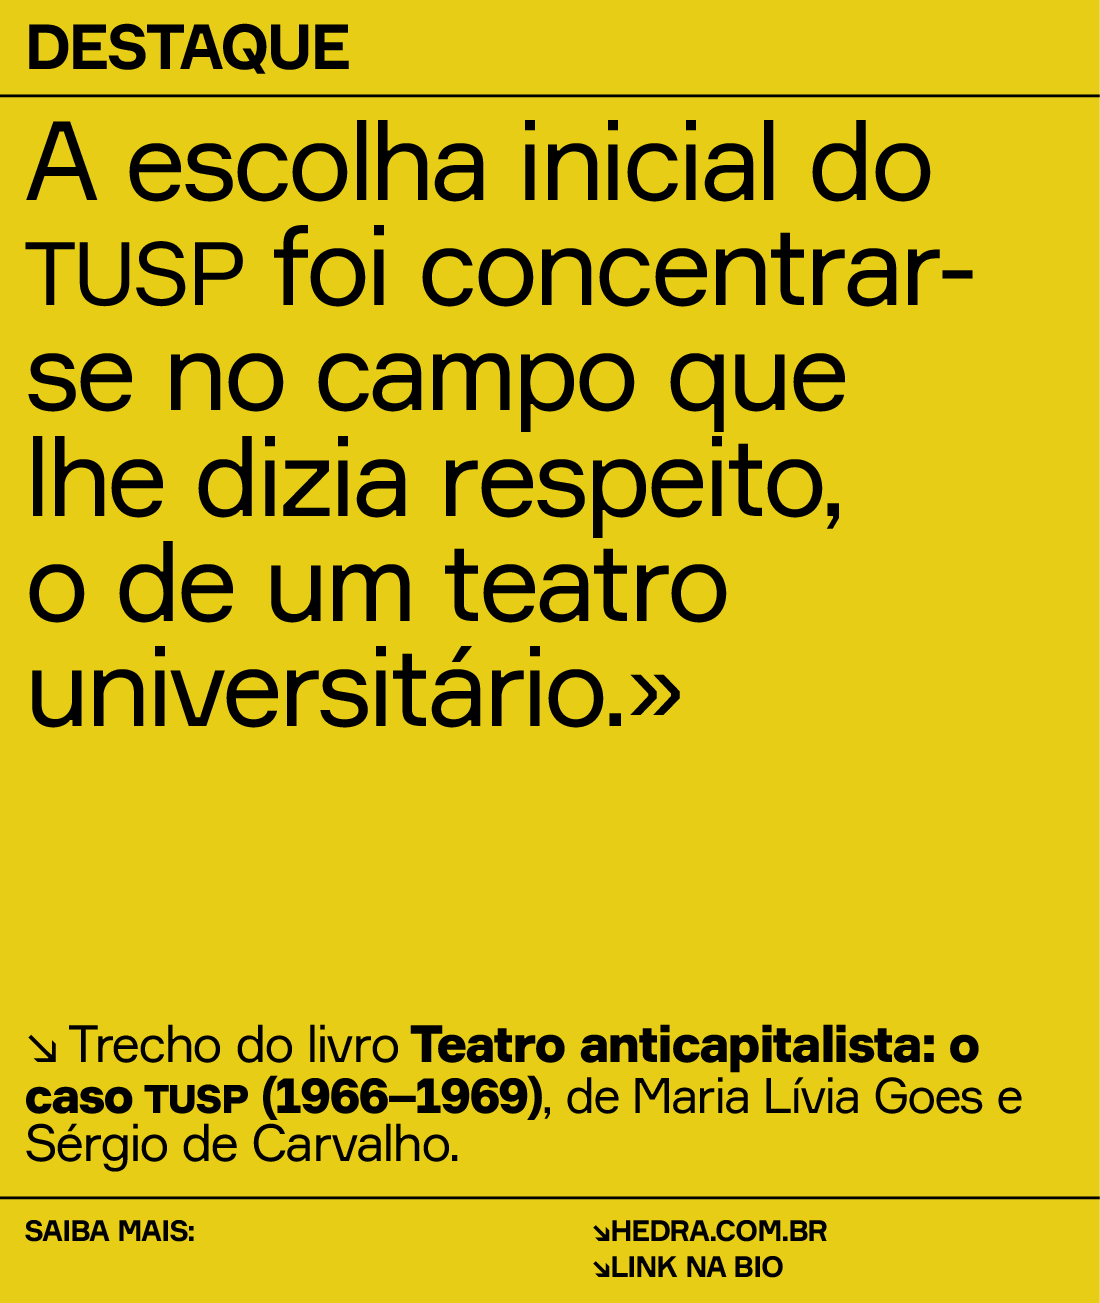 DESTAQUE
A escolha inicial do
TUSP foi concentrar-
se no campo que
lhe dizia respeito,
o de um teatro
universitário.»
↘ Trecho do livro Teatro anticapitalista: o
caso TUSP (1966–1969), de Maria Lívia Goes e
Sérgio de Carvalho.
SAIBA MAIS:
↘HEDRA.COM.BR
↘LINK NA BIO